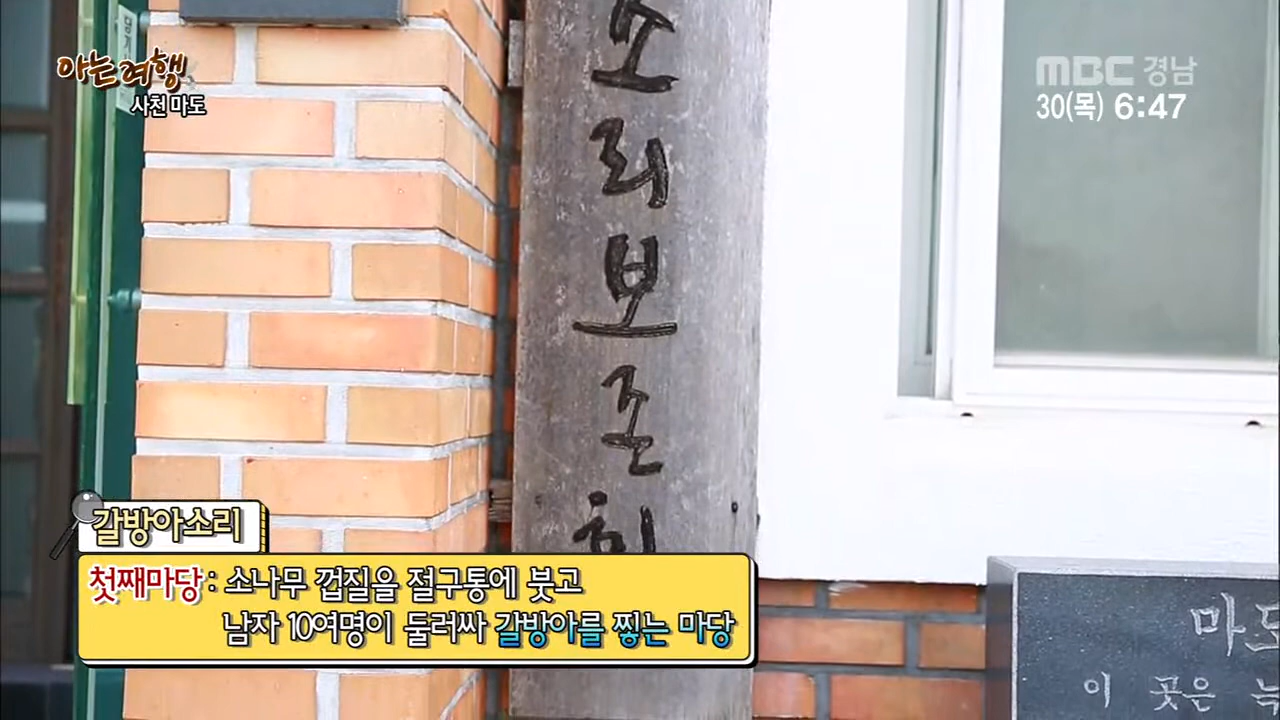 아는 여행
사천 마도
MBC 경남
30(목) 6:47
소리보존회
갈방아소리
첫째마당 : 소나무 껍질을 절구통에 붓고
남자 10여명이 둘러싸 갈방아를 찧는 마당
마도
이 곳은